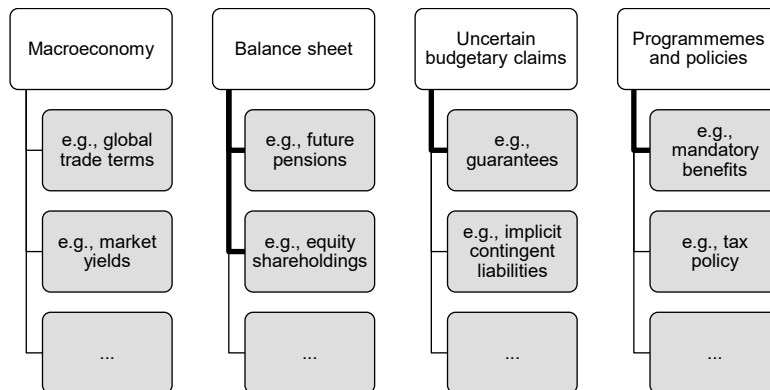 Macroeconomy
e.g., global
trade terms
e.g., market
yields
...
Balance sheet
e.g., future
pensions
e.g., equity
shareholdings
...
Uncertain
budgetary claims
e.g.,
guarantees
e.g., implicit
contingent
liabilities
...
Programmemes
and policies
e.g.,
mandatory
benefits
e.g., tax
policy
...